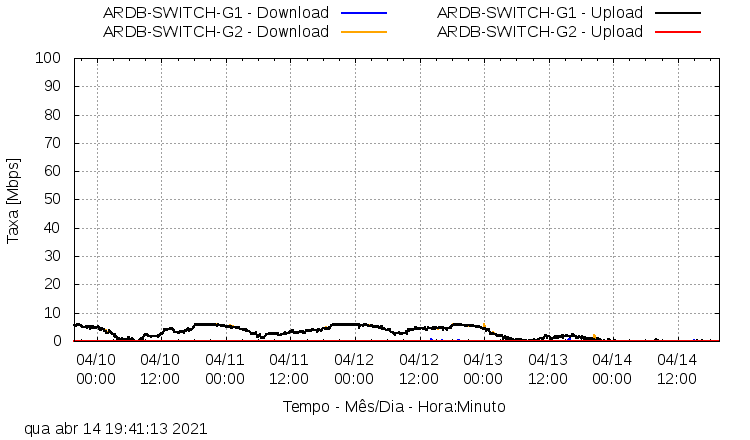 ARDB-SWITCH-G1 - Download ARDB-SWITCH-G1 - Upload
ARDB-SWITCH-G2 - Download ARDB-SWITCH-G2 - Upload
100
90
80
70
60
50
40
30
20
10
0
Taxa [Mbps]
04/10 04/10 04/11 04/11 04/12 04/12 04/13 04/13 04/14 04/14
00:00 12:00 00:00 12:00 00:00 12:00 00:00 12:00 00:00 12:00
Tempo - Mês/Dia - Hora:Minuto
qua abr 14 19:41:13 2021